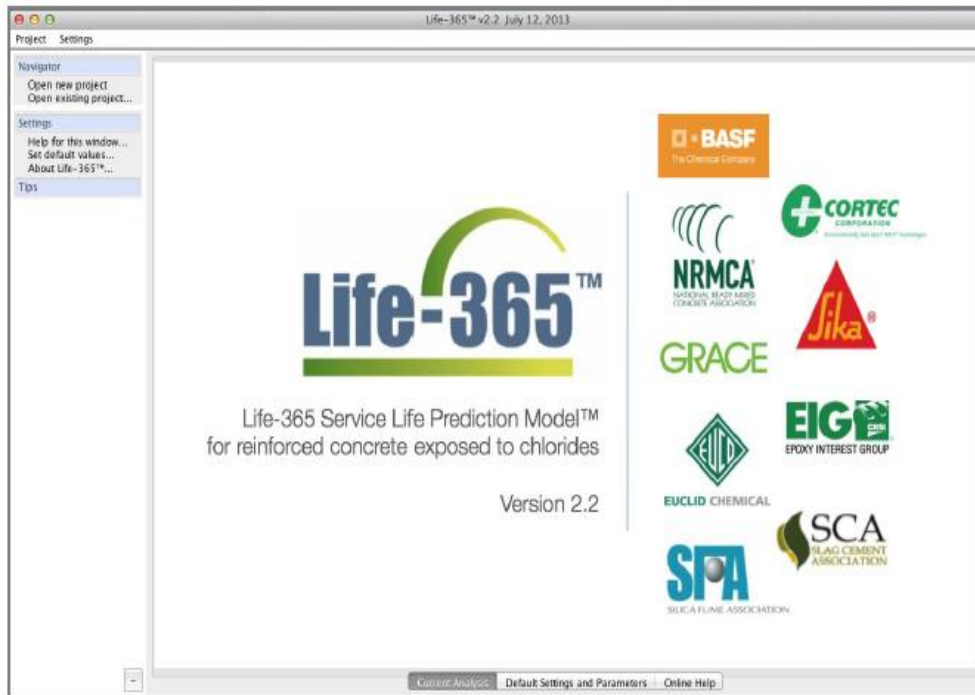 Life-365™ v2.2 July 12, 2013
Project Settings
Navigator
Open new project
Open existing project...
Settings
Help for this window...
Set default values...
About Life-365™...
Tips
Life-365™
Life-365 Service Life Prediction Model™
for reinforced concrete exposed to chlorides
Version 2.2
BASF
The Chemical Company
CORTEC
CORPORATION
NRMCA
NATIONAL READY MIXED
CONCRETE ASSOCIATION
Sika®
GRACE
EIG CRSI
EPOXY INTEREST GROUP
EUCO
EUCLID CHEMICAL
SCA
SLAG CEMENT
ASSOCIATION
SFA
SILICA FUME ASSOCIATION
Current Analysis Default Settings and Parameters Online Help